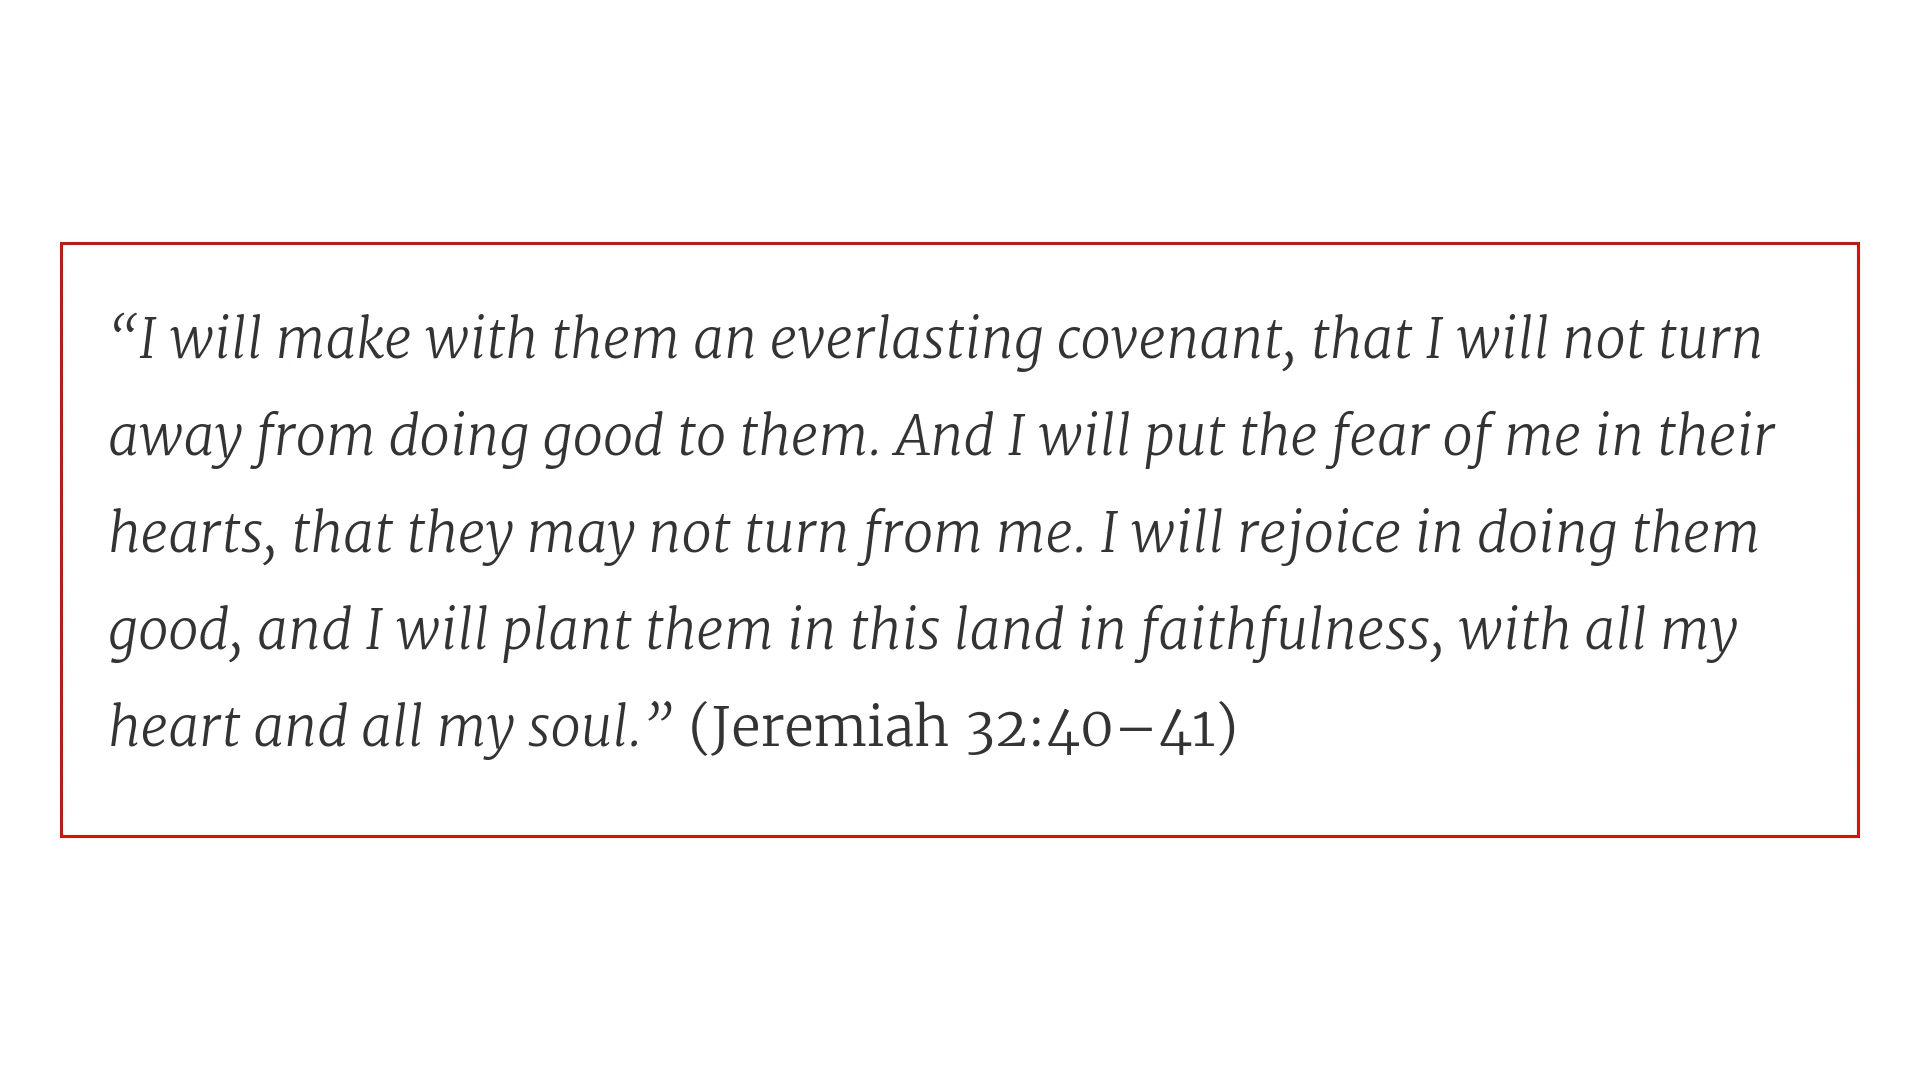 “I will make with them an everlasting covenant, that I will not turn
away from doing good to them. And I will put the fear of me in their
hearts, that they may not turn from me. I will rejoice in doing them
good, and I will plant them in this land in faithfulness, with all my
heart and all my soul.” (Jeremiah 32:40–41)